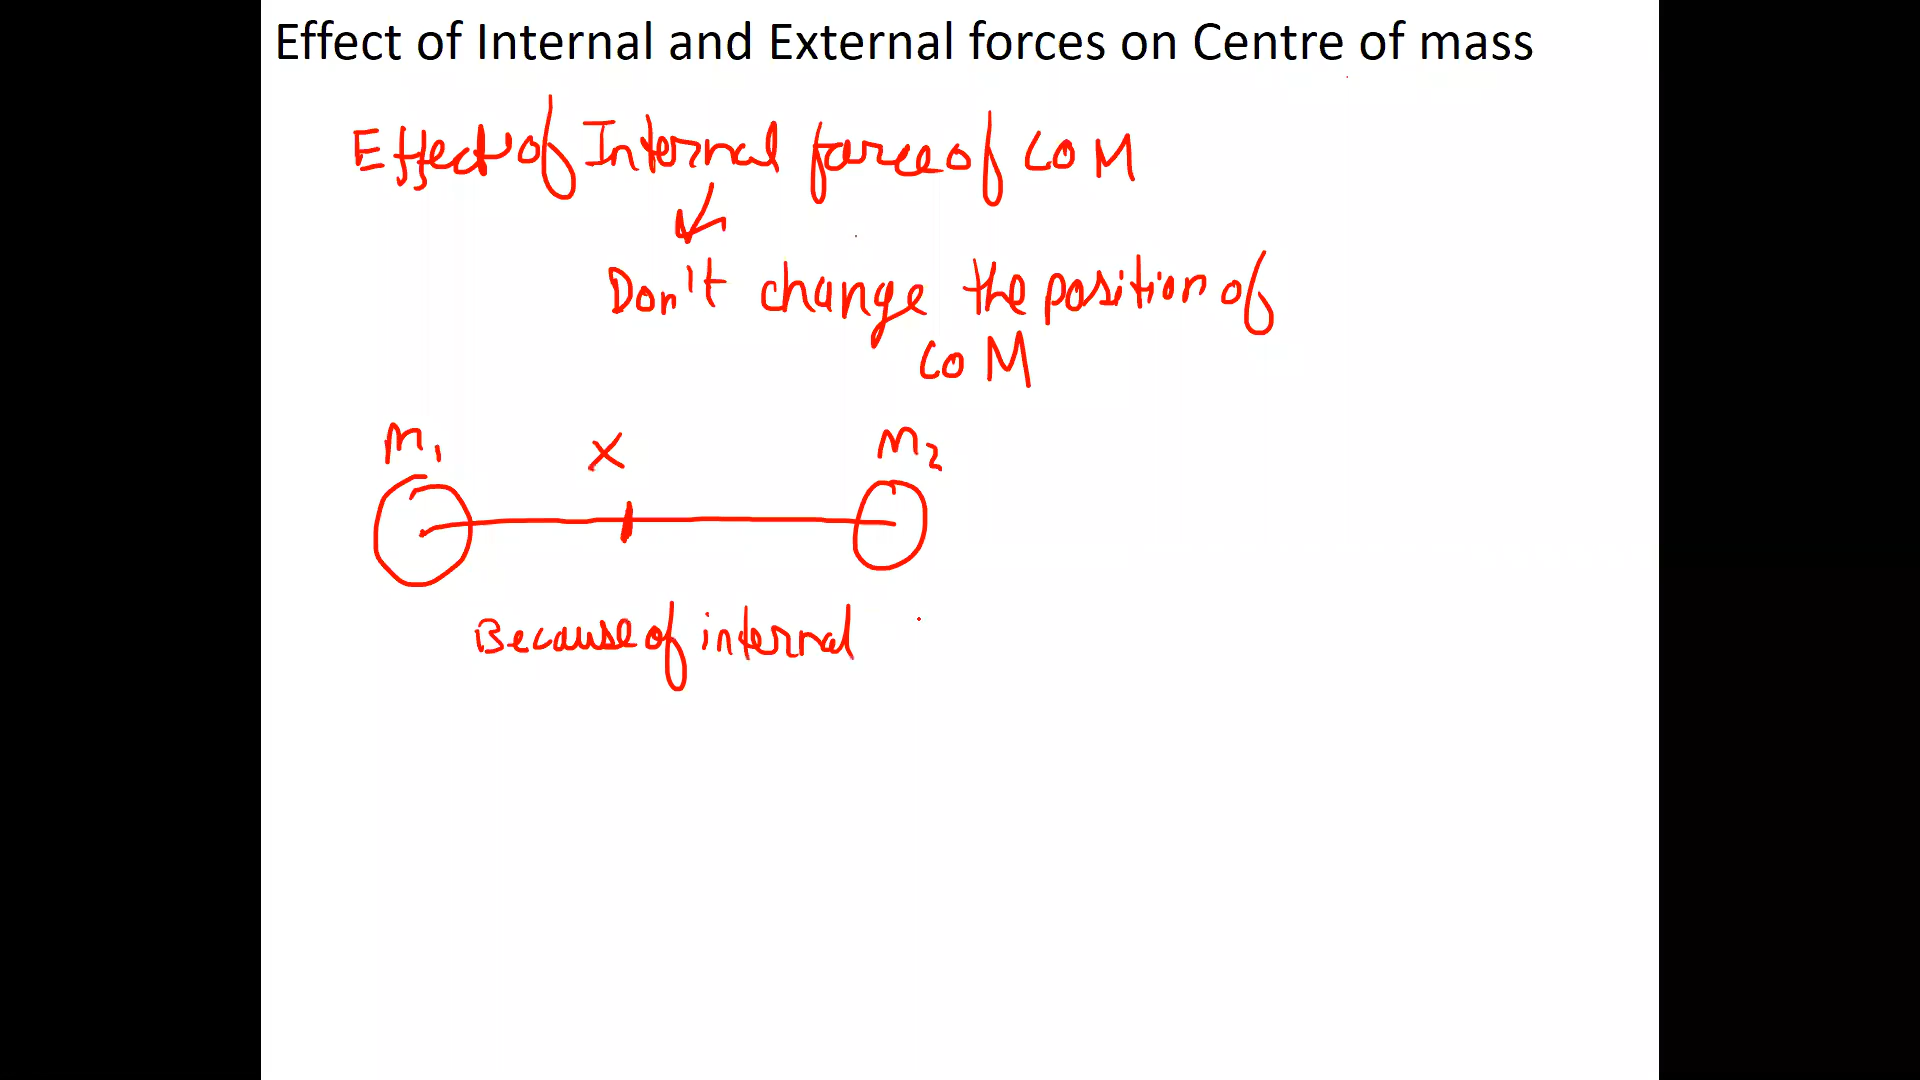 Effect of Internal and External forces on Centre of mass
Effect of Internal force of CoM
Don't change the position of
CoM
M1 X M2
Because of internal